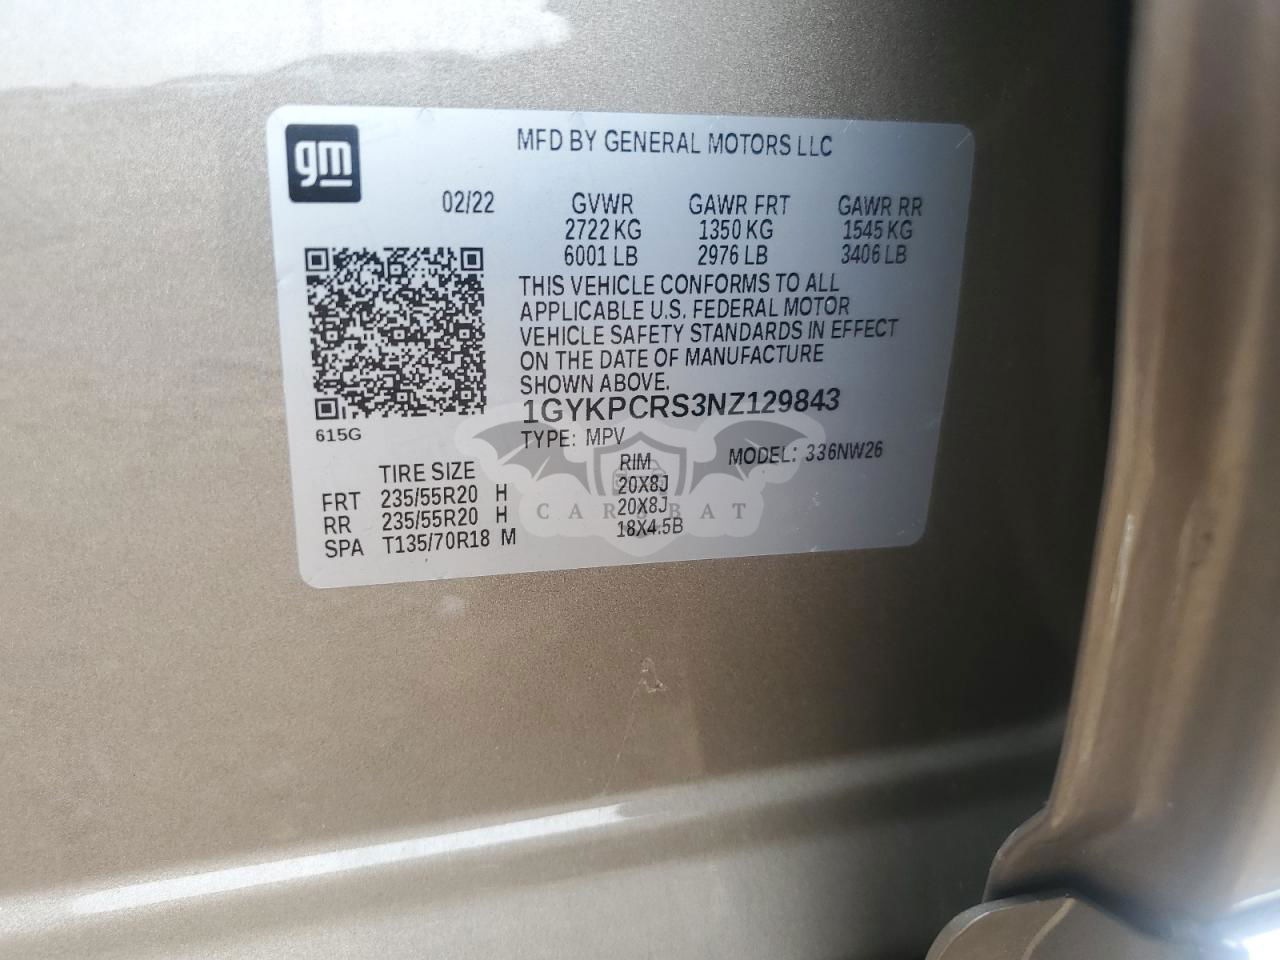 gm
MFD BY GENERAL MOTORS LLC
02/22 GVWR GAWR FRT GAWR RR
2722 KG 1350 KG 1545 KG
6001 LB 2976 LB 3406 LB
THIS VEHICLE CONFORMS TO ALL
APPLICABLE U.S. FEDERAL MOTOR
VEHICLE SAFETY STANDARDS IN EFFECT
ON THE DATE OF MANUFACTURE
SHOWN ABOVE.
1GYKPCRS3NZ129843
615G
TYPE: MPV MODEL: 336NW26
TIRE SIZE RIM
FRT 235/55R20 H 20X8J
RR 235/55R20 H 20X8J
SPA T135/70R18 M 18X4.5B
CARSBAT